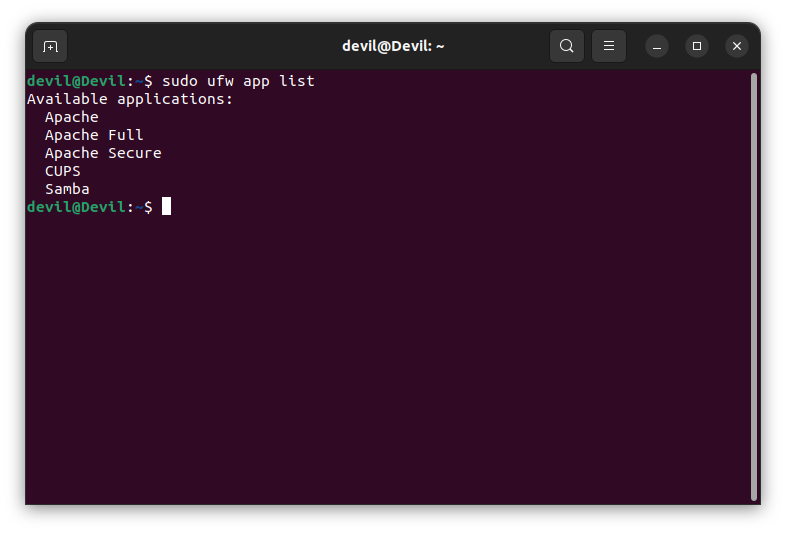 devil@Devil: ~
devil@Devil:~$ sudo ufw app list
Available applications:
  Apache
  Apache Full
  Apache Secure
  CUPS
  Samba
devil@Devil:~$